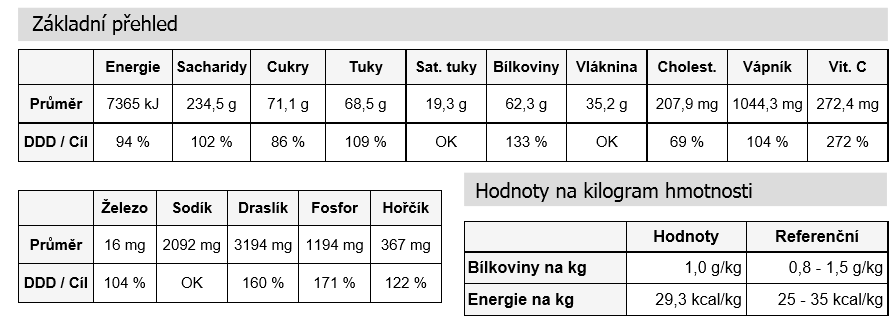 Základní přehled
Energie Sacharidy Cukry Tuky Sat. tuky Bílkoviny Vláknina Cholest. Vápník Vit. C
Průměr 7365 kJ 234,5 g 71,1 g 68,5 g 19,3 g 62,3 g 35,2 g 207,9 mg 1044,3 mg 272,4 mg
DDD / Cíl 94 % 102 % 86 % 109 % OK 133 % OK 69 % 104 % 272 %
Železo Sodík Draslík Fosfor Hořčík
Průměr 16 mg 2092 mg 3194 mg 1194 mg 367 mg
DDD / Cíl 104 % OK 160 % 171 % 122 %
Hodnoty na kilogram hmotnosti
Hodnoty Referenční
Bílkoviny na kg 1,0 g/kg 0,8 - 1,5 g/kg
Energie na kg 29,3 kcal/kg 25 - 35 kcal/kg